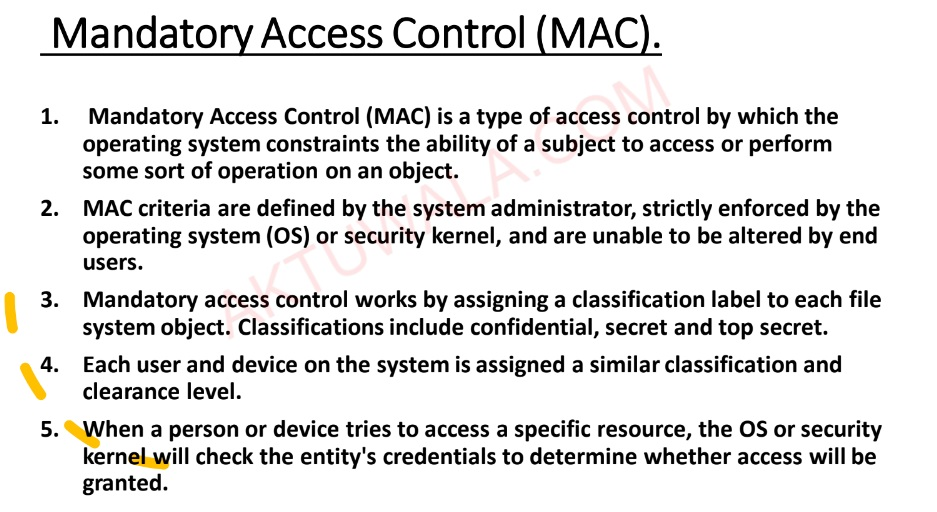 Mandatory Access Control (MAC).
1. Mandatory Access Control (MAC) is a type of access control by which the
operating system constraints the ability of a subject to access or perform
some sort of operation on an object.
2. MAC criteria are defined by the system administrator, strictly enforced by the
operating system (OS) or security kernel, and are unable to be altered by end
users.
3. Mandatory access control works by assigning a classification label to each file
system object. Classifications include confidential, secret and top secret.
4. Each user and device on the system is assigned a similar classification and
clearance level.
5. When a person or device tries to access a specific resource, the OS or security
kernel will check the entity's credentials to determine whether access will be
granted.
AKTUWALA.COM